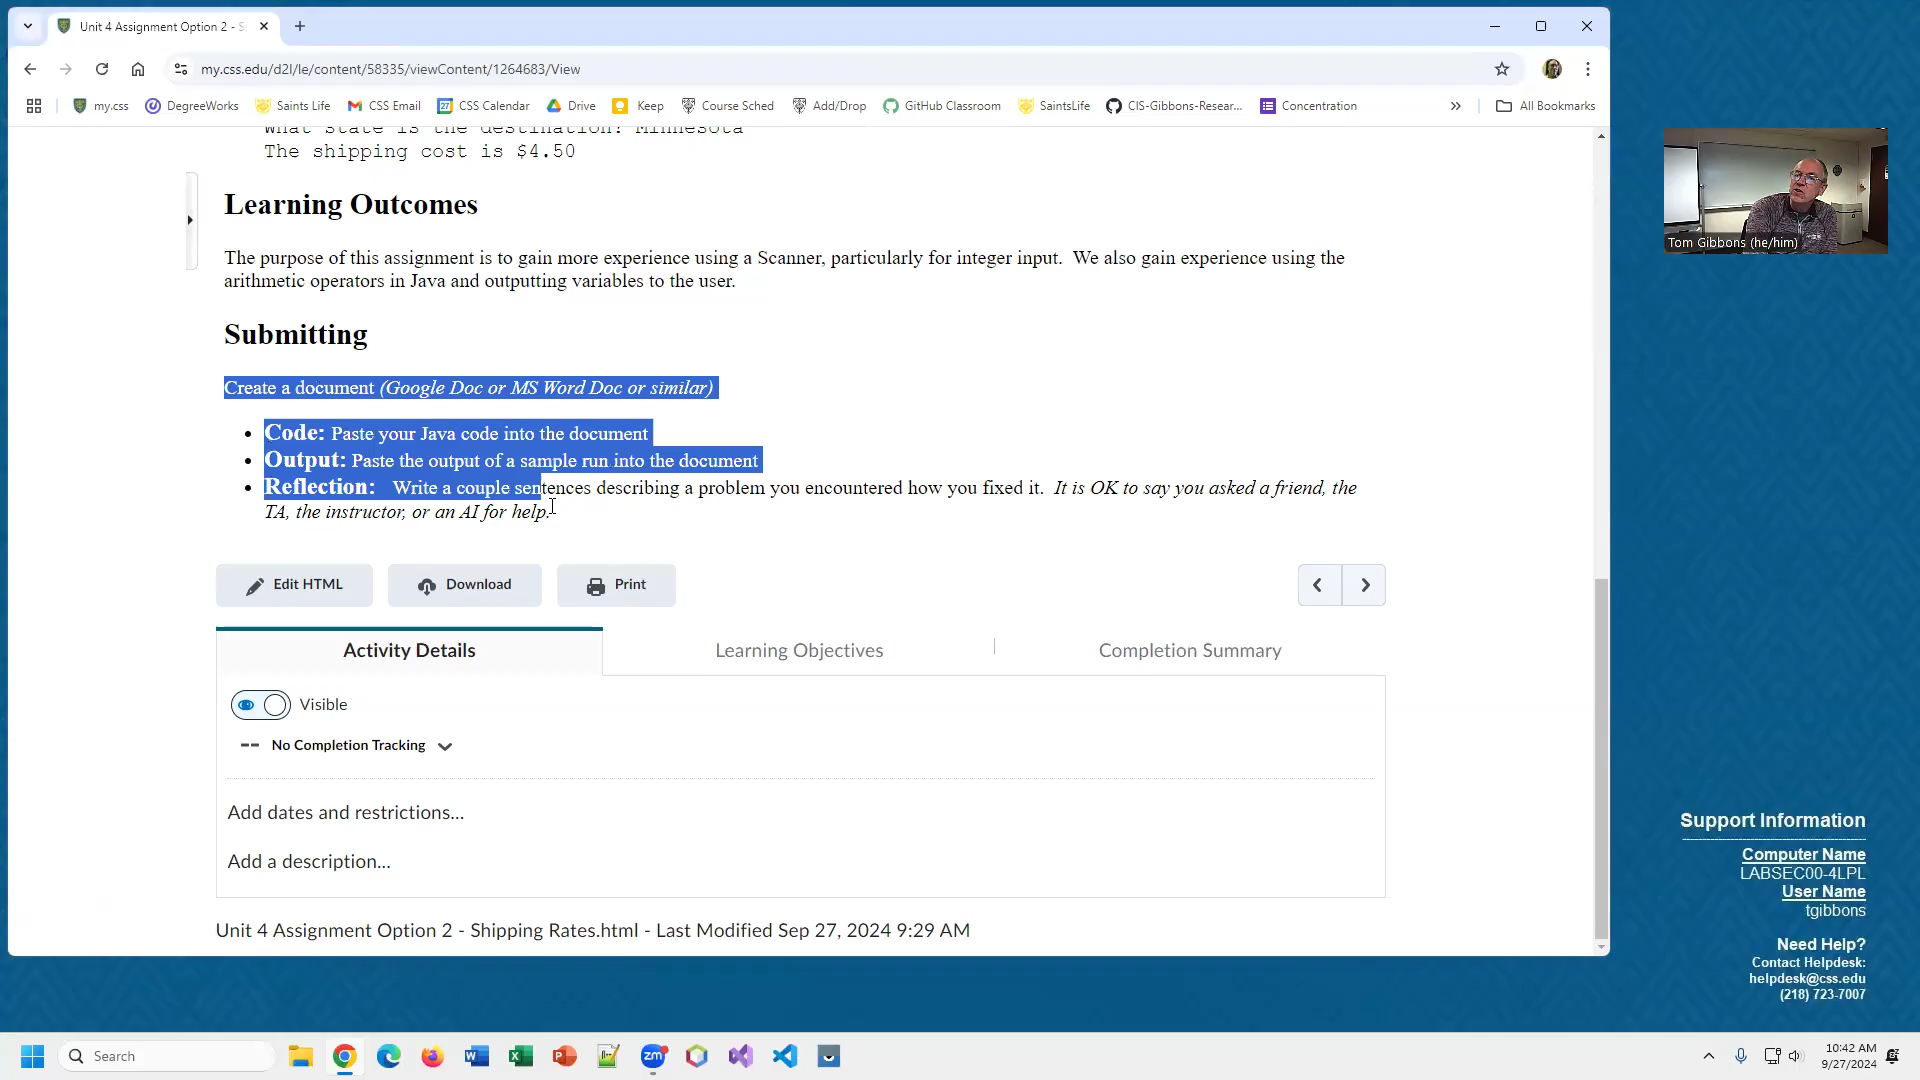 Unit 4 Assignment Option 2 - S
my.css.edu/d2l/le/content/58335/viewContent/1264683/View
my.css
DegreeWorks
Saints Life
CSS Email
CSS Calendar
Drive
Keep
Course Sched
Add/Drop
GitHub Classroom
SaintsLife
CIS-Gibbons-Resear...
Concentration
All Bookmarks
What state is the destination: Minnesota
The shipping cost is $4.50
Learning Outcomes
The purpose of this assignment is to gain more experience using a Scanner, particularly for integer input. We also gain experience using the
arithmetic operators in Java and outputting variables to the user.
Submitting
Create a document (Google Doc or MS Word Doc or similar)
• Code: Paste your Java code into the document
• Output: Paste the output of a sample run into the document
• Reflection: Write a couple sentences describing a problem you encountered how you fixed it. It is OK to say you asked a friend, the
TA, the instructor, or an AI for help.
Edit HTML
Download
Print
Activity Details
Learning Objectives
Completion Summary
Visible
No Completion Tracking
Add dates and restrictions...
Add a description...
Unit 4 Assignment Option 2 - Shipping Rates.html - Last Modified Sep 27, 2024 9:29 AM
Tom Gibbons (he/him)
Support Information
Computer Name
LABSEC00-4LPL
User Name
tgibbons
Need Help?
Contact Helpdesk:
helpdesk@css.edu
(218) 723-7007
Search
zm
10:42 AM
9/27/2024